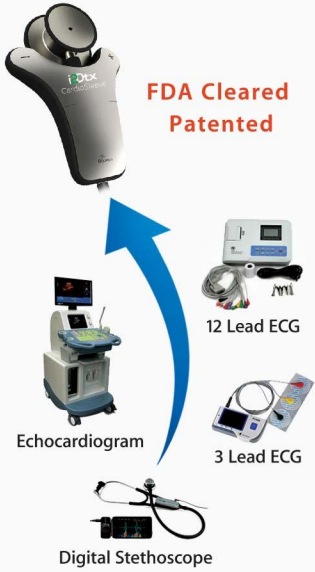 FDA Cleared
Patented
CardioSleeve
12 Lead ECG
Echocardiogram
3 Lead ECG
Digital Stethoscope